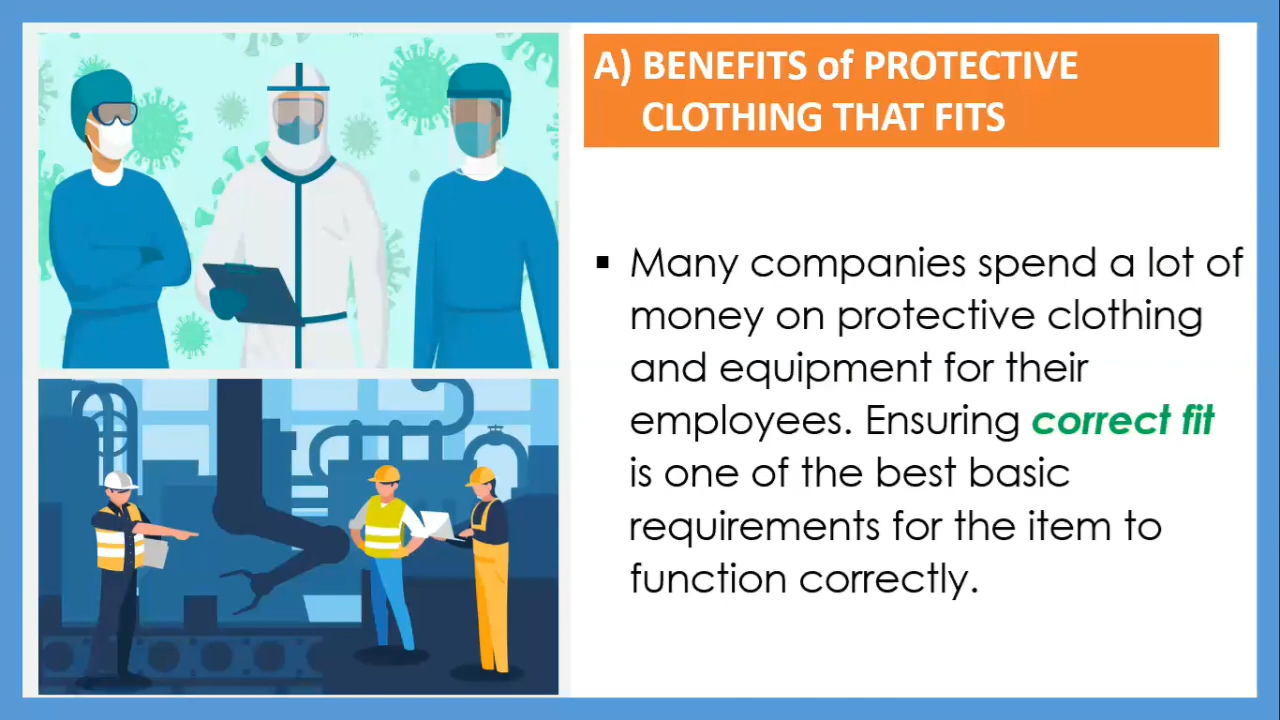 A) BENEFITS of PROTECTIVE
CLOTHING THAT FITS
▪ Many companies spend a lot of
money on protective clothing
and equipment for their
employees. Ensuring correct fit
is one of the best basic
requirements for the item to
function correctly.